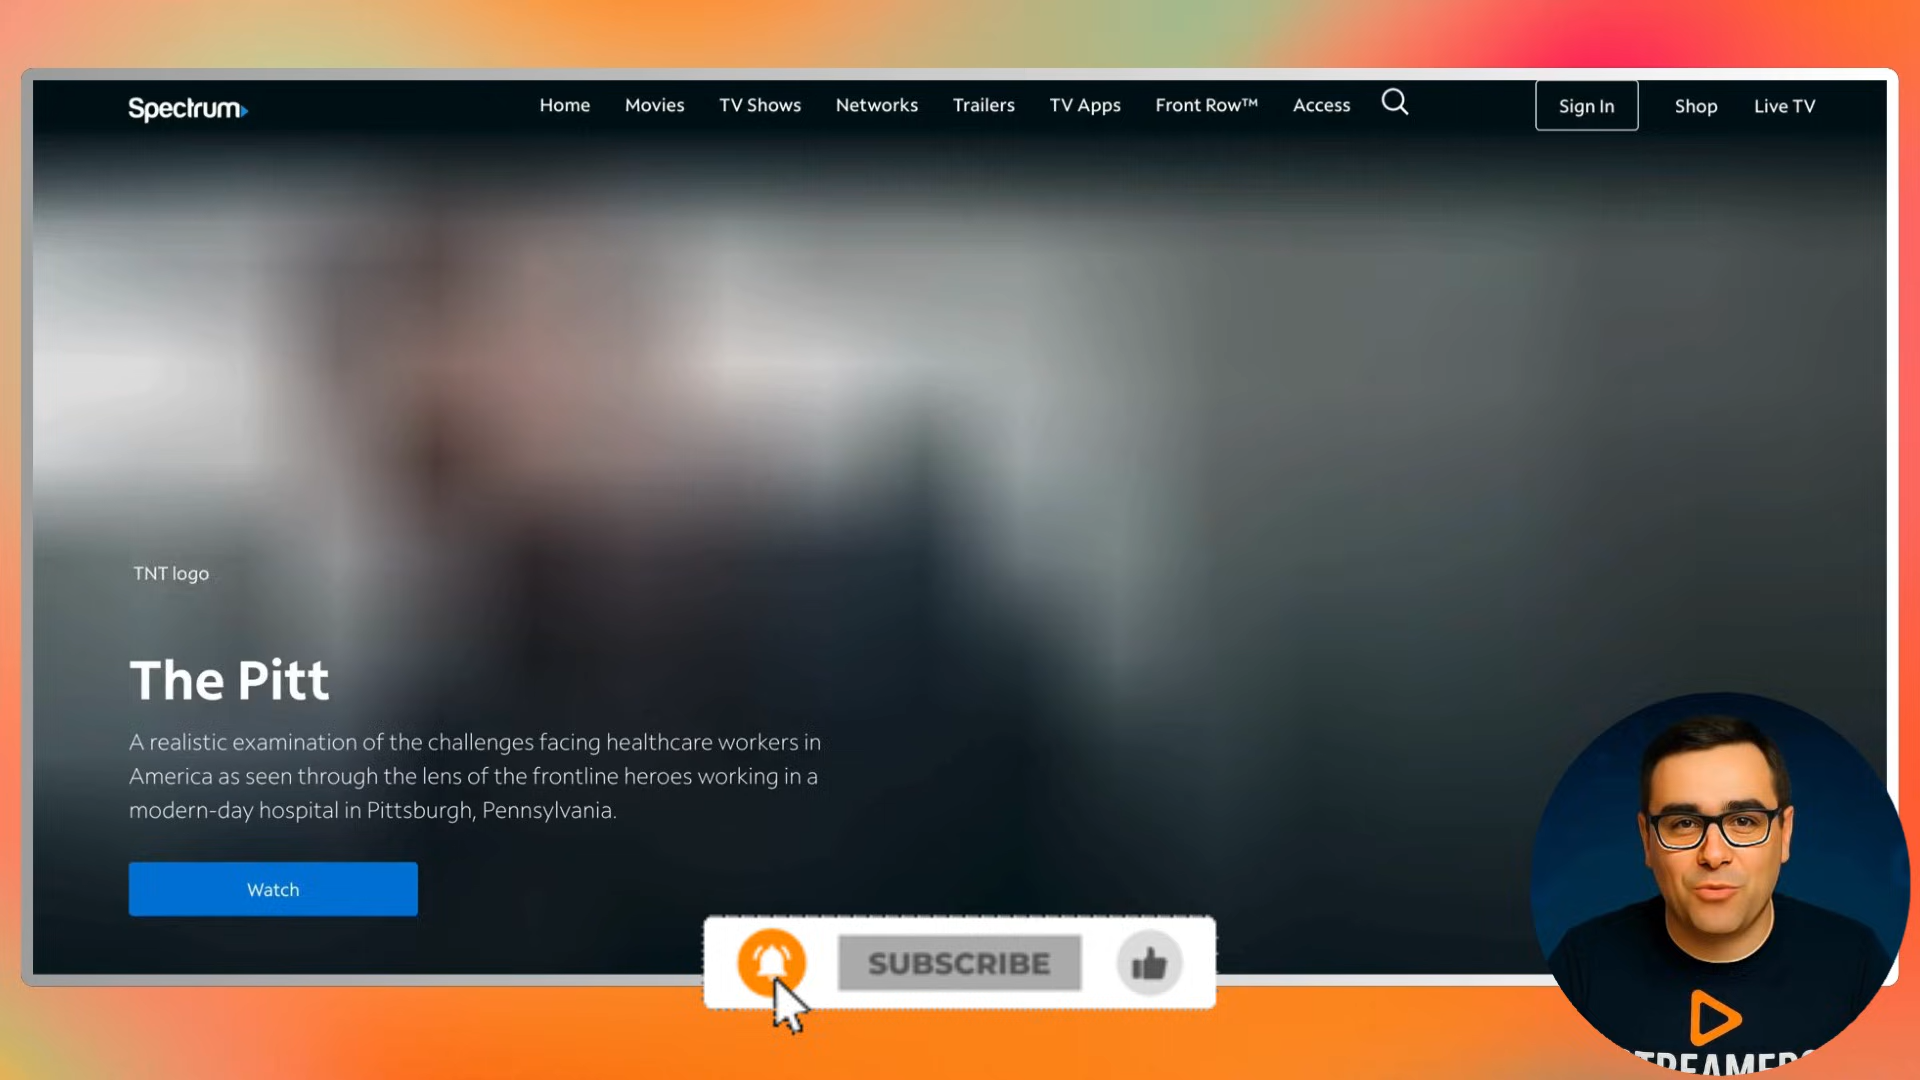 Spectrum
Home Movies TV Shows Networks Trailers TV Apps Front Row™ Access
Sign In Shop Live TV
TNT logo
The Pitt
A realistic examination of the challenges facing healthcare workers in
America as seen through the lens of the frontline heroes working in a
modern-day hospital in Pittsburgh, Pennsylvania.
Watch
SUBSCRIBE